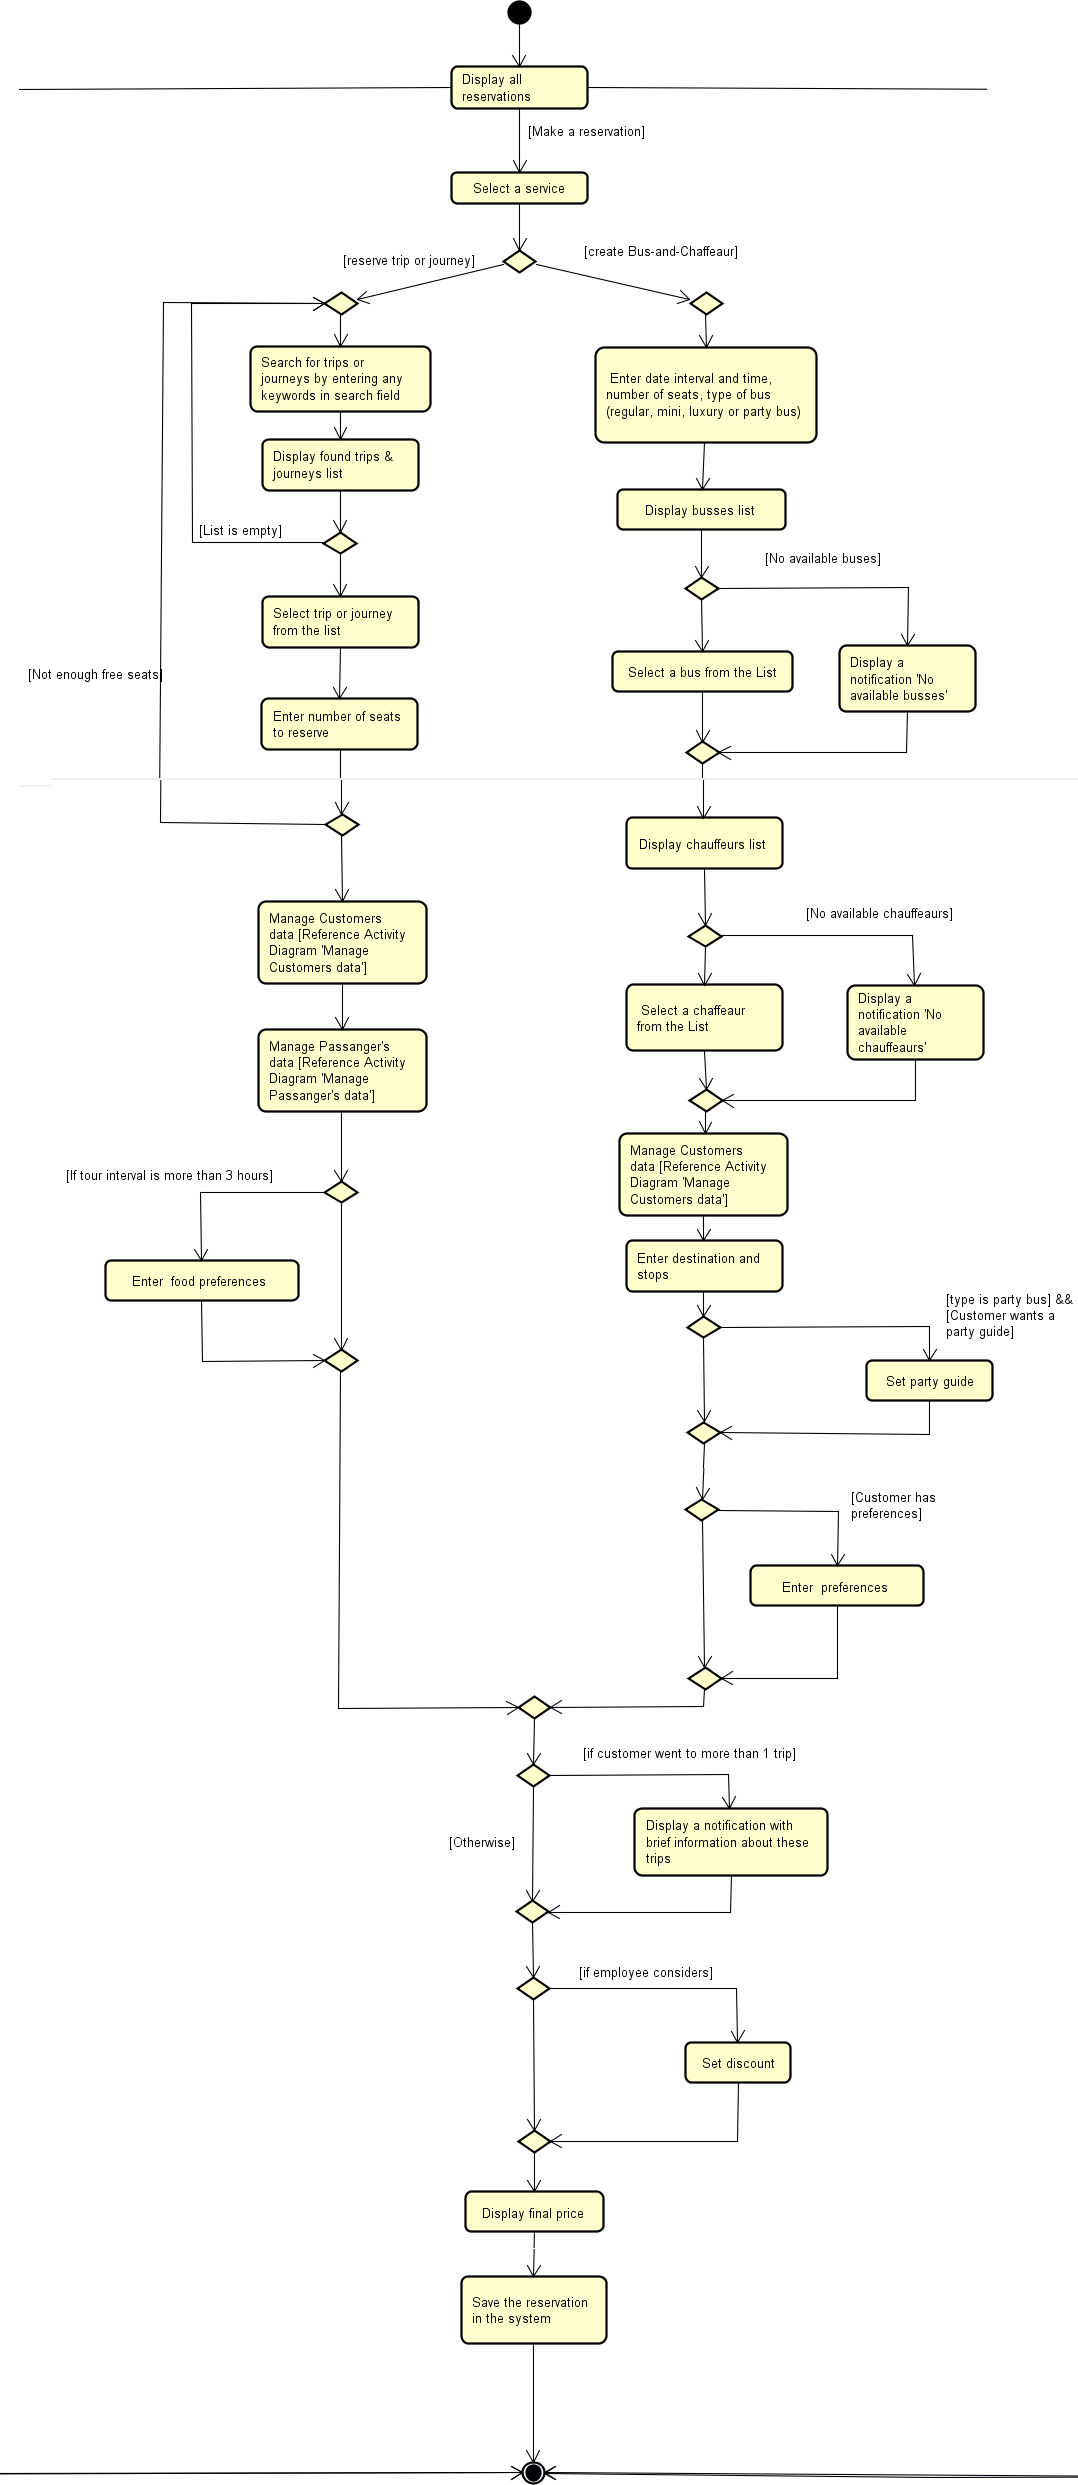 Display all
reservations
[Make a reservation]
Select a service
[reserve trip or journey]
[create Bus-and-Chaffeaur]
Search for trips or
journeys by entering any
keywords in search field
Display found trips &
journeys list
[List is empty]
Select trip or journey
from the list
[Not enough free seats]
Enter number of seats
to reserve
Manage Customers
data [Reference Activity
Diagram 'Manage
Customers data']
Manage Passanger's
data [Reference Activity
Diagram 'Manage
Passanger's data']
[If tour interval is more than 3 hours]
Enter  food preferences
Enter date interval and time,
number of seats, type of bus
(regular, mini, luxury or party bus)
Display busses list
[No available buses]
Select a bus from the List
Display a
notification 'No
available busses'
Display chauffeurs list
[No available chauffeaurs]
Select a chaffeaur
from the List
Display a
notification 'No
available
chauffeaurs'
Manage Customers
data [Reference Activity
Diagram 'Manage
Customers data']
Enter destination and
stops
[type is party bus] &&
[Customer wants a
party guide]
Set party guide
[Customer has
preferences]
Enter  preferences
[if customer went to more than 1 trip]
Display a notification with
brief information about these
trips
[Otherwise]
[if employee considers]
Set discount
Display final price
Save the reservation
in the system